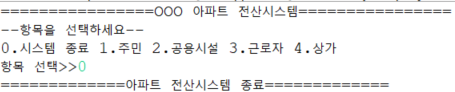 ================OOO 아파트 전산시스템================
--항목을 선택하세요--
0.시스템 종료 1.주민 2.공용시설 3.근로자 4.상가
항목 선택>>0
=============아파트 전산시스템 종료=============